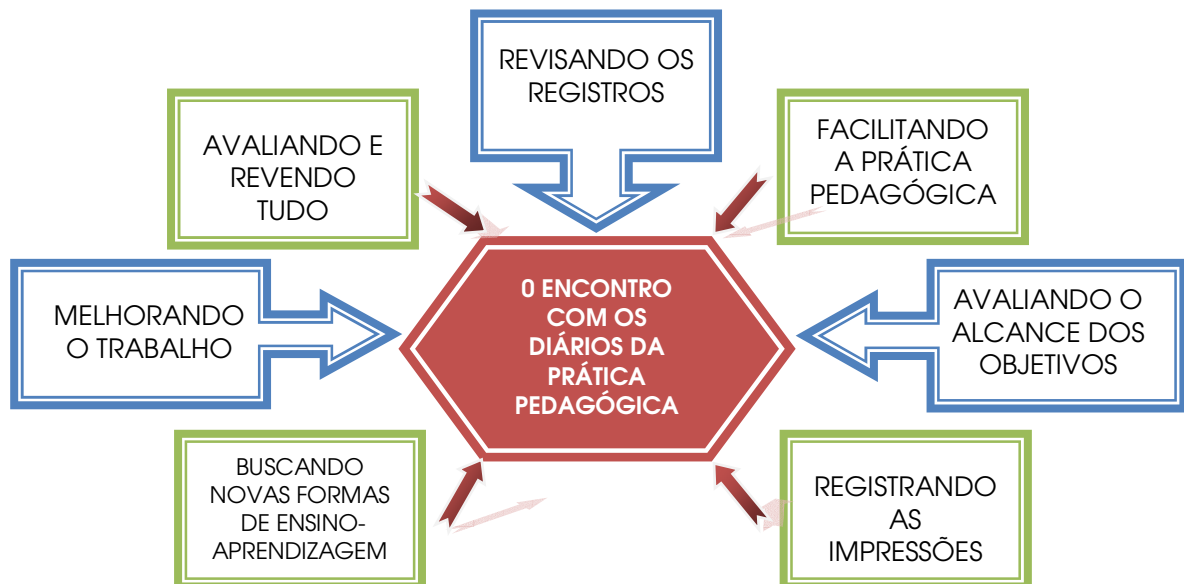 REVISANDO OS
REGISTROS
AVALIANDO E
REVENDO
TUDO
FACILITANDO
A PRÁTICA
PEDAGÓGICA
MELHORANDO
O TRABALHO
0 ENCONTRO
COM OS
DIÁRIOS DA
PRÁTICA
PEDAGÓGICA
AVALIANDO O
ALCANCE DOS
OBJETIVOS
BUSCANDO
NOVAS FORMAS
DE ENSINO-
APRENDIZAGEM
REGISTRANDO
AS
IMPRESSÕES